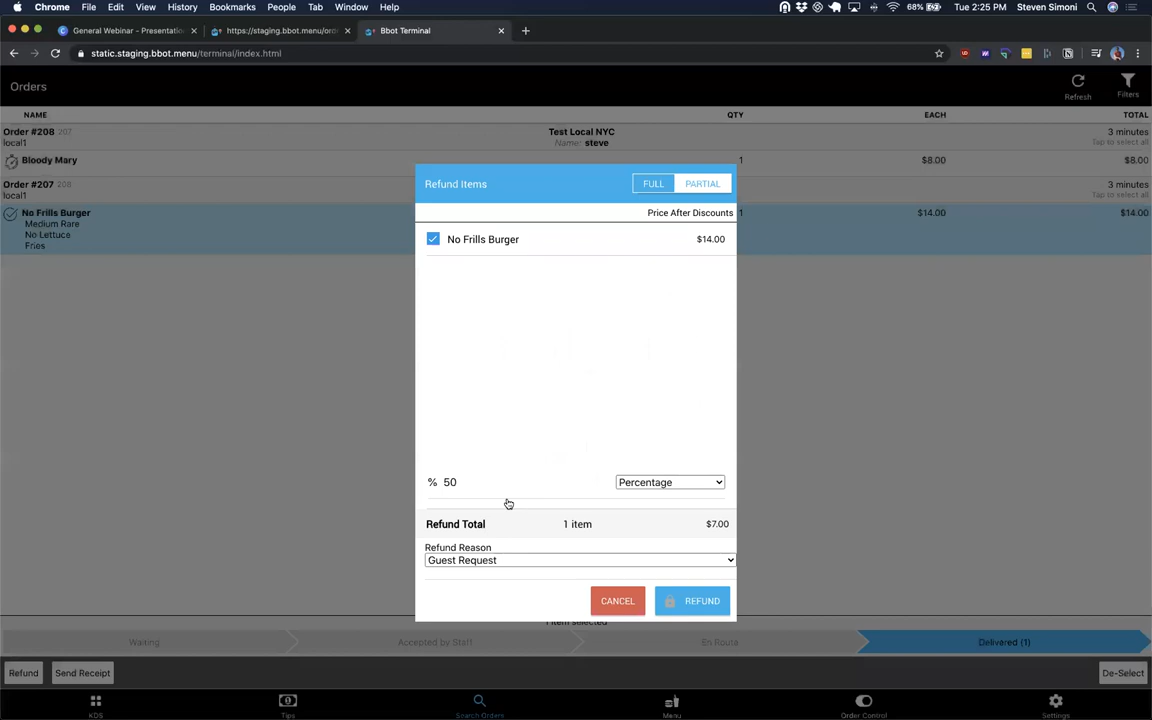 Chrome File Edit View History Bookmarks People Tab Window Help 68% Tue 2:25 PM Steven Simoni
General Webinar - Presentatio × https://staging.bbot.menu/ord × Bbot Terminal × +
static.staging.bbot.menu/terminal/index.html
Orders Refresh Filters
NAME QTY EACH TOTAL
Order #208 207 Test Local NYC 3 minutes
local1 Name: steve Tap to select all
Bloody Mary 1 $8.00 $8.00
Order #207 208 3 minutes
local1 Tap to select all
No Frills Burger 1 $14.00 $14.00
Medium Rare
No Lettuce
Fries
Refund Items FULL PARTIAL
Price After Discounts
No Frills Burger $14.00
% 50 Percentage
Refund Total 1 item $7.00
Refund Reason
Guest Request
CANCEL REFUND
1 item selected
Waiting Accepted by Staff En Route Delivered (1)
Refund Send Receipt De-Select
KDS Tips Search Orders Menu Order Control Settings